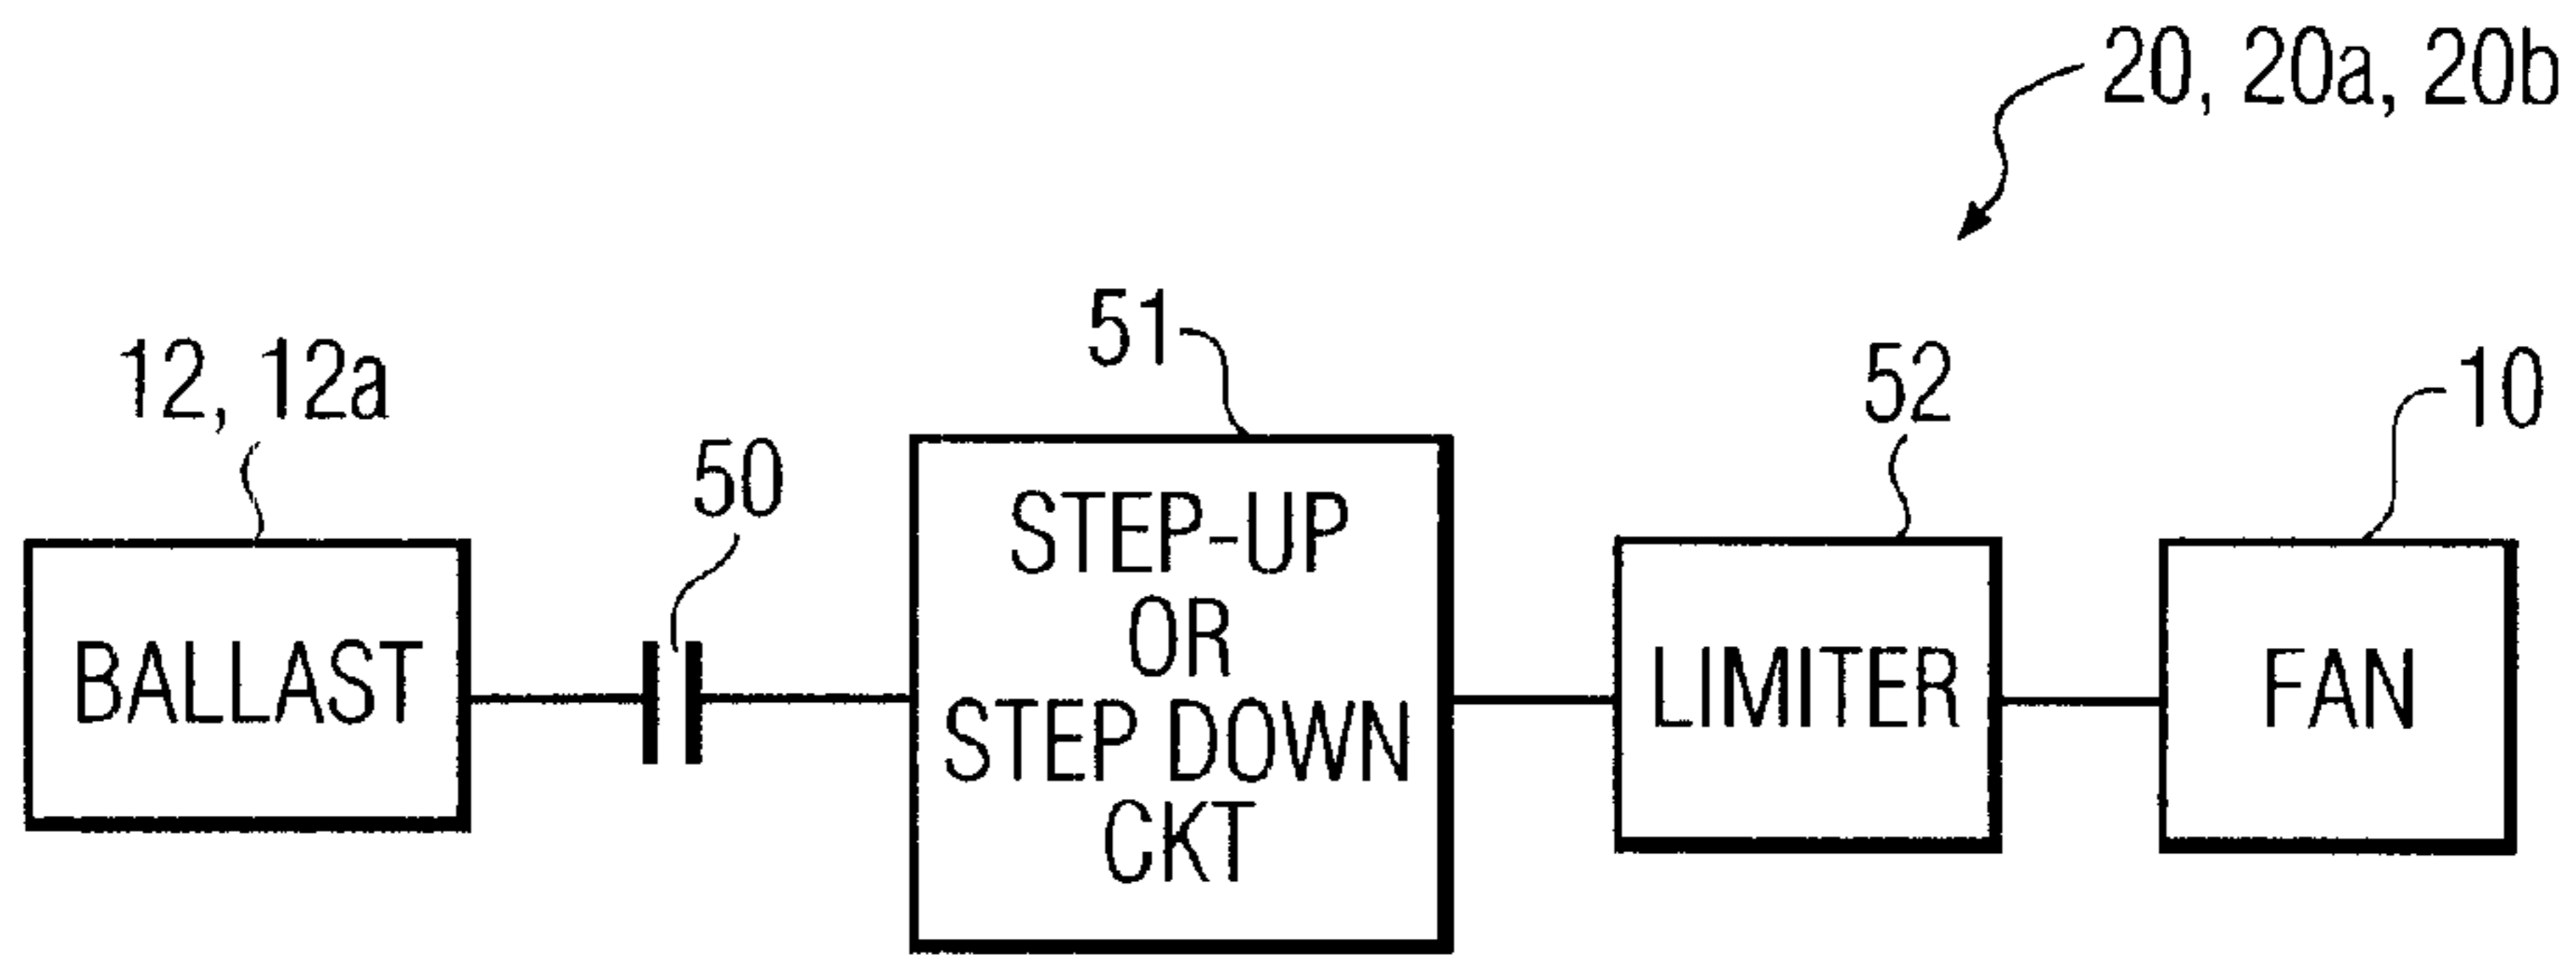 20, 20a, 20b
51
12, 12a
52
10
50
STEP-UP
OR
STEP DOWN
CKT
BALLAST
LIMITER
FAN